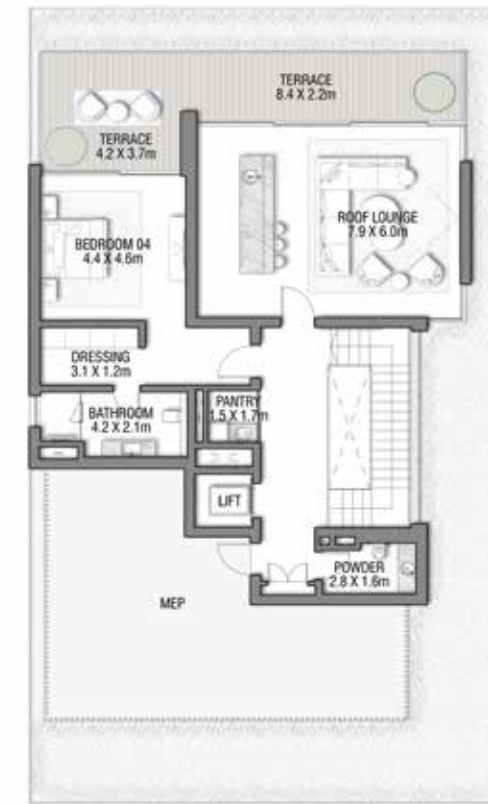 TERRACE
8.4 X 2.2m
TERRACE
4.2 X 3.7m
ROOF LOUNGE
7.9 X 6.0m
BEDROOM 04
4.4 X 4.6m
DRESSING
3.1 X 1.2m
PANTRY
1.5 X 1.7m
BATHROOM
4.2 X 2.1m
LIFT
POWDER
2.8 X 1.6m
MEP